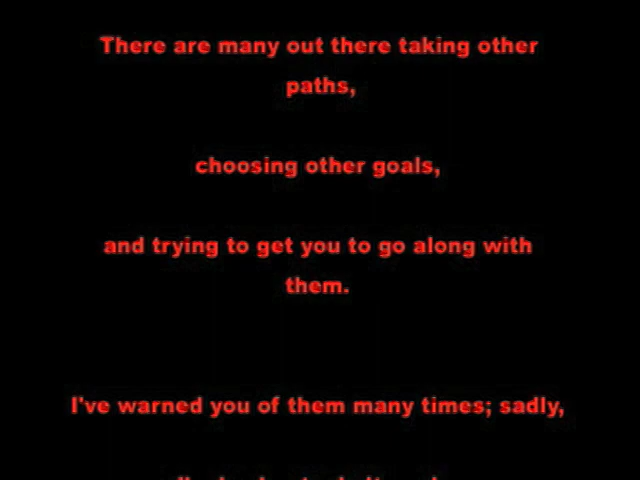 There are many out there taking other
paths,
choosing other goals,
and trying to get you to go along with
them.
I've warned you of them many times; sadly,